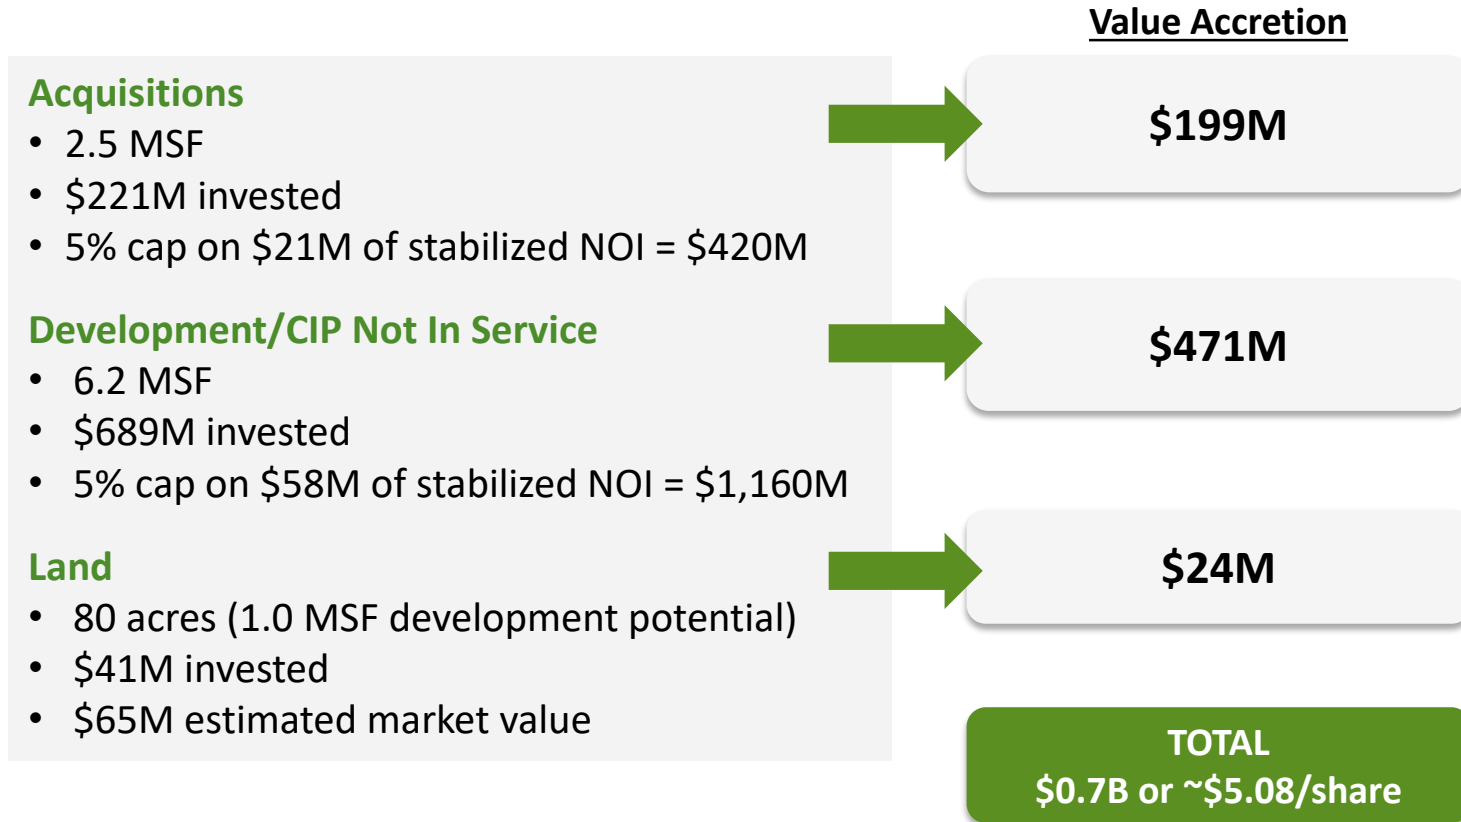 Value Accretion
Acquisitions
• 2.5 MSF
• $221M invested
• 5% cap on $21M of stabilized NOI = $420M
$199M
Development/CIP Not In Service
• 6.2 MSF
• $689M invested
• 5% cap on $58M of stabilized NOI = $1,160M
$471M
Land
• 80 acres (1.0 MSF development potential)
• $41M invested
• $65M estimated market value
$24M
TOTAL
$0.7B or ~$5.08/share